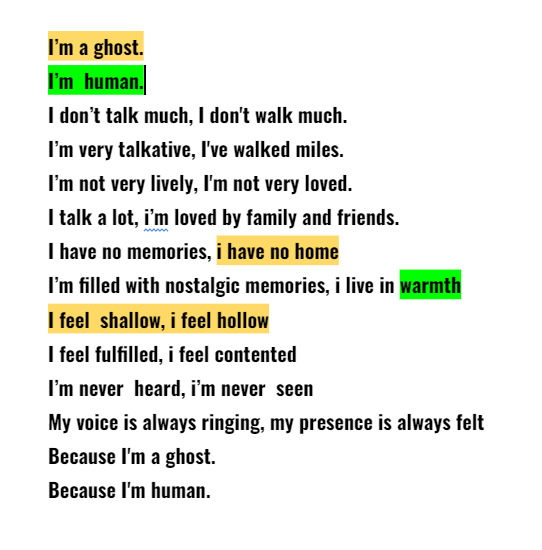 I'm a ghost.
I'm  human.
I don't talk much, I don't walk much.
I'm very talkative, I've walked miles.
I'm not very lively, I'm not very loved.
I talk a lot, i'm loved by family and friends.
I have no memories, i have no home
I'm filled with nostalgic memories, i live in warmth
I feel  shallow, i feel hollow
I feel fulfilled, i feel contented
I'm never  heard, i'm never  seen
My voice is always ringing, my presence is always felt
Because I'm a ghost.
Because I'm human.